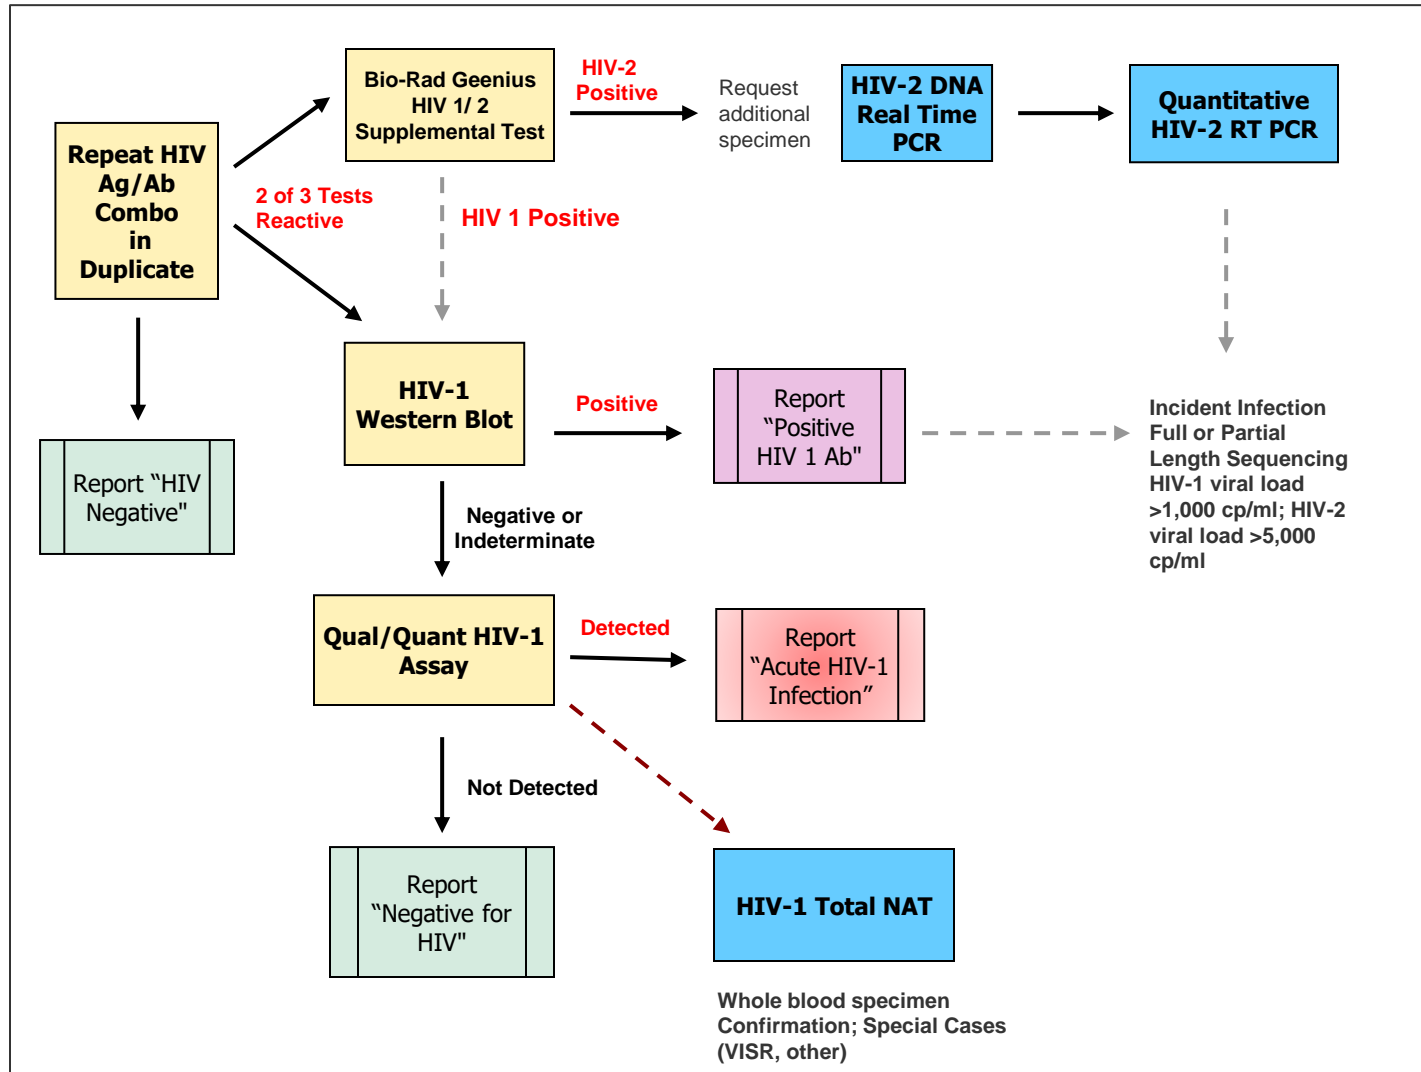 Bio-Rad Geenius
HIV 1/ 2
Supplemental Test
HIV-2
Positive
Request
additional
specimen
HIV-2 DNA
Real Time
PCR
Quantitative
HIV-2 RT PCR
Repeat HIV
Ag/Ab
Combo
in
Duplicate
2 of 3 Tests
Reactive
HIV 1 Positive
HIV-1
Western Blot
Positive
Report
“Positive
HIV 1 Ab"
Incident Infection
Full or Partial
Length Sequencing
HIV-1 viral load
>1,000 cp/ml; HIV-2
viral load >5,000
cp/ml
Report “HIV
Negative"
Negative or
Indeterminate
Qual/Quant HIV-1
Assay
Detected
Report
“Acute HIV-1
Infection”
Not Detected
Report
“Negative for
HIV"
HIV-1 Total NAT
Whole blood specimen
Confirmation; Special Cases
(VISR, other)